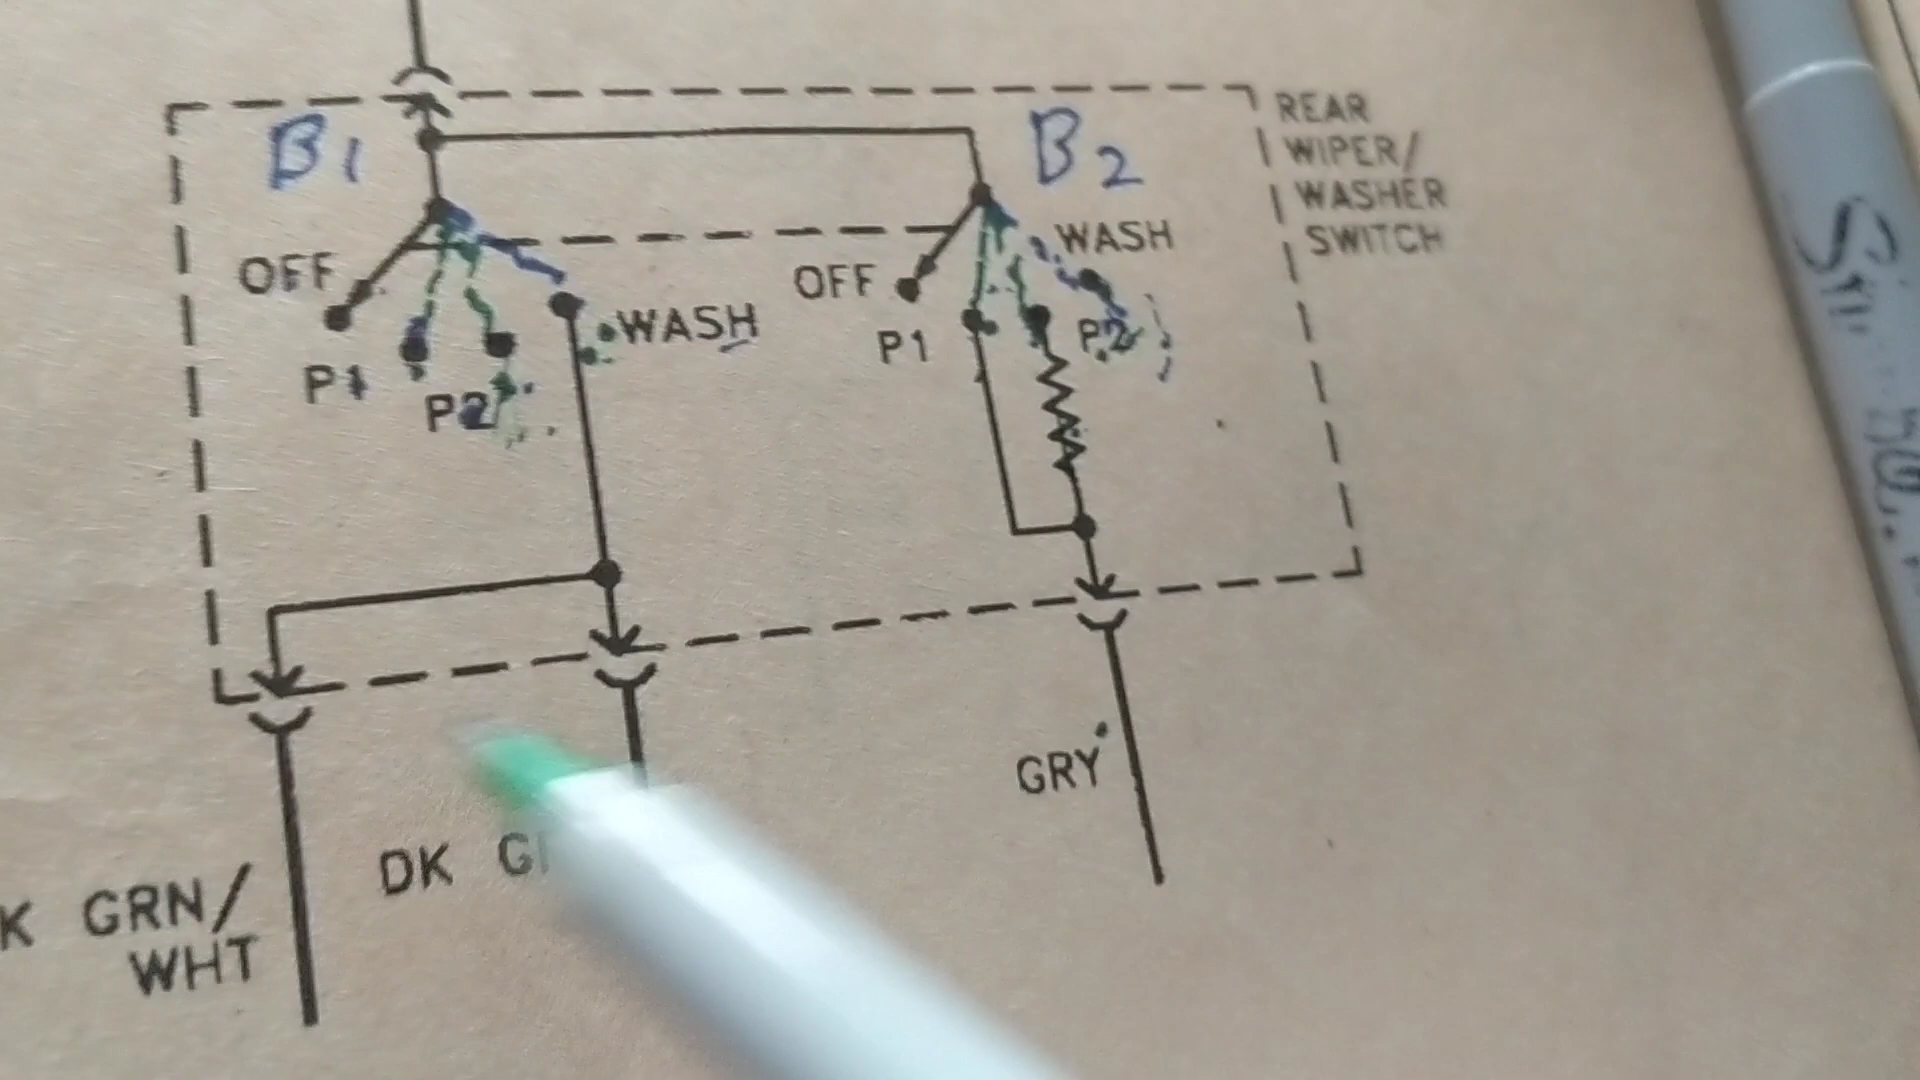 REAR
WIPER/
WASHER
SWITCH
B1
B2
OFF
WASH
P1
P2
OFF
WASH
P1
P2
GRY
DK
K GRN/
WHT